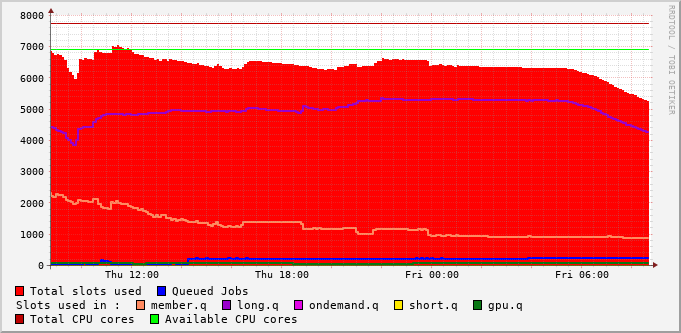 8000
7000
6000
5000
4000
3000
2000
1000
0
Thu 12:00 Thu 18:00 Fri 00:00 Fri 06:00
RRDTOOL / TOBI OETIKER
Total slots used Queued Jobs
Slots used in : member.q long.q ondemand.q short.q gpu.q
Total CPU cores Available CPU cores